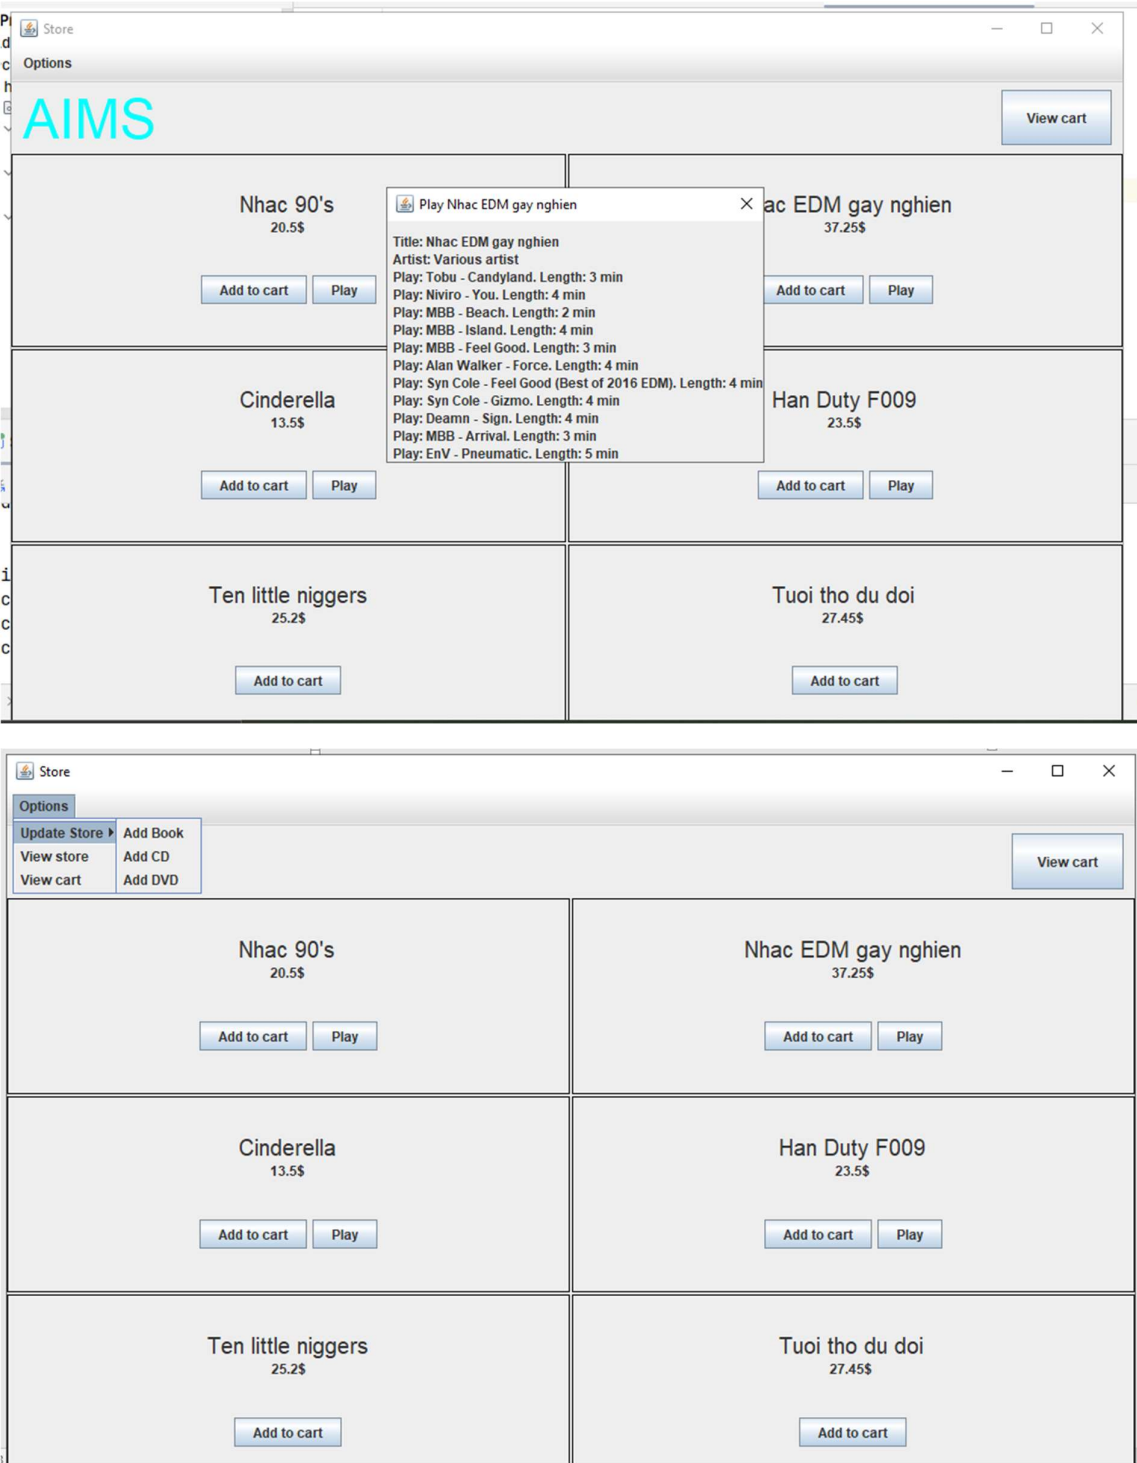 Store
Options
AIMS
View cart
Nhac 90's
20.5$
Add to cart
Play
ac EDM gay nghien
37.25$
Add to cart
Play
Play Nhac EDM gay nghien
Title: Nhac EDM gay nghien
Artist: Various artist
Play: Tobu - Candyland. Length: 3 min
Play: Niviro - You. Length: 4 min
Play: MBB - Beach. Length: 2 min
Play: MBB - Island. Length: 4 min
Play: MBB - Feel Good. Length: 3 min
Play: Alan Walker - Force. Length: 4 min
Play: Syn Cole - Feel Good (Best of 2016 EDM). Length: 4 min
Play: Syn Cole - Gizmo. Length: 4 min
Play: Deamn - Sign. Length: 4 min
Play: MBB - Arrival. Length: 3 min
Play: EnV - Pneumatic. Length: 5 min
Cinderella
13.5$
Add to cart
Play
Han Duty F009
23.5$
Add to cart
Play
Ten little niggers
25.2$
Add to cart
Tuoi tho du doi
27.45$
Add to cart
Store
Options
Update Store
Add Book
View store
Add CD
View cart
Add DVD
View cart
Nhac 90's
20.5$
Add to cart
Play
Nhac EDM gay nghien
37.25$
Add to cart
Play
Cinderella
13.5$
Add to cart
Play
Han Duty F009
23.5$
Add to cart
Play
Ten little niggers
25.2$
Add to cart
Tuoi tho du doi
27.45$
Add to cart